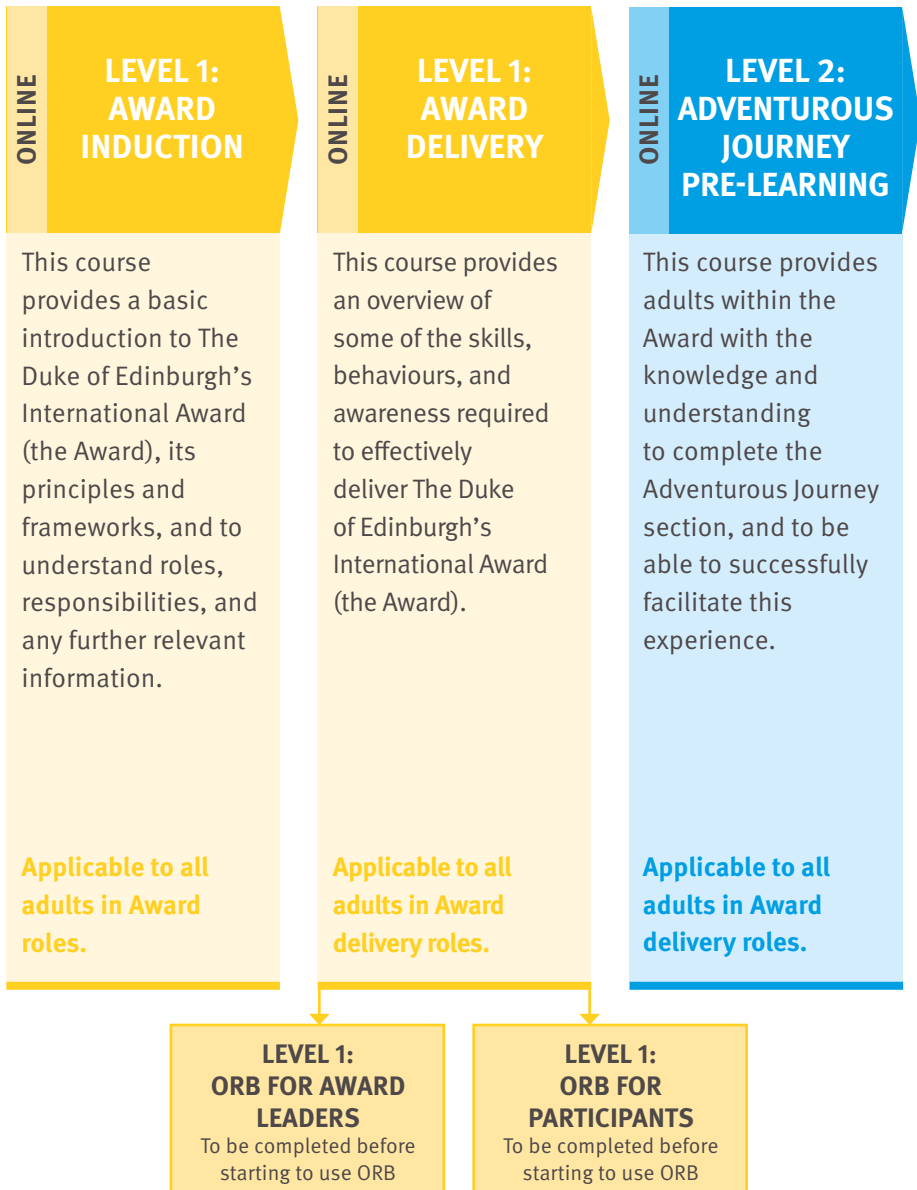 ONLINE
LEVEL 1:
AWARD
INDUCTION
This course
provides a basic
introduction to The
Duke of Edinburgh’s
International Award
(the Award), its
principles and
frameworks, and to
understand roles,
responsibilities, and
any further relevant
information.
Applicable to all
adults in Award
roles.
ONLINE
LEVEL 1:
AWARD
DELIVERY
This course provides
an overview of
some of the skills,
behaviours, and
awareness required
to effectively
deliver The Duke
of Edinburgh’s
International Award
(the Award).
Applicable to all
adults in Award
delivery roles.
ONLINE
LEVEL 2:
ADVENTUROUS
JOURNEY
PRE-LEARNING
This course provides
adults within the
Award with the
knowledge and
understanding
to complete the
Adventurous Journey
section, and to be
able to successfully
facilitate this
experience.
Applicable to all
adults in Award
delivery roles.
LEVEL 1:
ORB FOR AWARD
LEADERS
To be completed before
starting to use ORB
LEVEL 1:
ORB FOR
PARTICIPANTS
To be completed before
starting to use ORB